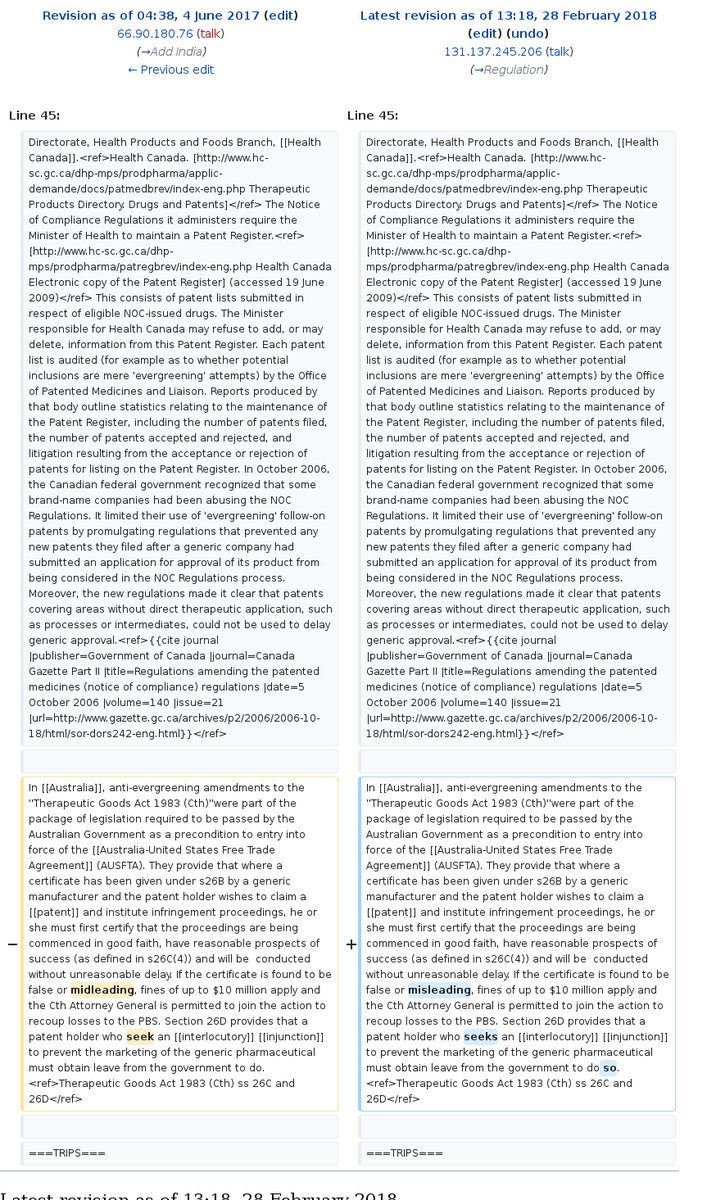 Revision as of 04:38, 4 June 2017 (edit)
66.90.180.76 (talk)
(→Add India)
← Previous edit
Latest revision as of 13:18, 28 February 2018
(edit) (undo)
131.137.245.206 (talk)
(→Regulation)
Line 45:
Directorate, Health Products and Foods Branch, [[Health
Canada]].<ref>Health Canada. [http://www.hc-
sc.gc.ca/dhp-mps/prodpharma/applic-
demande/docs/patmedbrev/index-eng.php Therapeutic
Products Directory. Drugs and Patents]</ref> The Notice
of Compliance Regulations it administers require the
Minister of Health to maintain a Patent Register.<ref>
[http://www.hc-sc.gc.ca/dhp-
mps/prodpharma/patregbrev/index-eng.php Health Canada
Electronic copy of the Patent Register] (accessed 19 June
2009)</ref> This consists of patent lists submitted in
respect of eligible NOC-issued drugs. The Minister
responsible for Health Canada may refuse to add, or may
delete, information from this Patent Register. Each patent
list is audited (for example as to whether potential
inclusions are mere 'evergreening' attempts) by the Office
of Patented Medicines and Liaison. Reports produced by
that body outline statistics relating to the maintenance of
the Patent Register, including the number of patents filed,
the number of patents accepted and rejected, and
litigation resulting from the acceptance or rejection of
patents for listing on the Patent Register. In October 2006,
the Canadian federal government recognized that some
brand-name companies had been abusing the NOC
Regulations. It limited their use of 'evergreening' follow-on
patents by promulgating regulations that prevented any
new patents they filed after a generic company had
submitted an application for approval of its product from
being considered in the NOC Regulations process.
Moreover, the new regulations made it clear that patents
covering areas without direct therapeutic application, such
as processes or intermediates, could not be used to delay
generic approval.<ref>{{cite journal
|publisher=Government of Canada |journal=Canada
Gazette Part II |title=Regulations amending the patented
medicines (notice of compliance) regulations |date=5
October 2006 |volume=140 |issue=21
|url=http://www.gazette.gc.ca/archives/p2/2006/2006-10-
18/html/sor-dors242-eng.html}}</ref>
Line 45:
Directorate, Health Products and Foods Branch, [[Health
Canada]].<ref>Health Canada. [http://www.hc-
sc.gc.ca/dhp-mps/prodpharma/applic-
demande/docs/patmedbrev/index-eng.php Therapeutic
Products Directory. Drugs and Patents]</ref> The Notice
of Compliance Regulations it administers require the
Minister of Health to maintain a Patent Register.<ref>
[http://www.hc-sc.gc.ca/dhp-
mps/prodpharma/patregbrev/index-eng.php Health Canada
Electronic copy of the Patent Register] (accessed 19 June
2009)</ref> This consists of patent lists submitted in
respect of eligible NOC-issued drugs. The Minister
responsible for Health Canada may refuse to add, or may
delete, information from this Patent Register. Each patent
list is audited (for example as to whether potential
inclusions are mere 'evergreening' attempts) by the Office
of Patented Medicines and Liaison. Reports produced by
that body outline statistics relating to the maintenance of
the Patent Register, including the number of patents filed,
the number of patents accepted and rejected, and
litigation resulting from the acceptance or rejection of
patents for listing on the Patent Register. In October 2006,
the Canadian federal government recognized that some
brand-name companies had been abusing the NOC
Regulations. It limited their use of 'evergreening' follow-on
patents by promulgating regulations that prevented any
new patents they filed after a generic company had
submitted an application for approval of its product from
being considered in the NOC Regulations process.
Moreover, the new regulations made it clear that patents
covering areas without direct therapeutic application, such
as processes or intermediates, could not be used to delay
generic approval.<ref>{{cite journal
|publisher=Government of Canada |journal=Canada
Gazette Part II |title=Regulations amending the patented
medicines (notice of compliance) regulations |date=5
October 2006 |volume=140 |issue=21
|url=http://www.gazette.gc.ca/archives/p2/2006/2006-10-
18/html/sor-dors242-eng.html}}</ref>
−
In [[Australia]], anti-evergreening amendments to the
''Therapeutic Goods Act 1983 (Cth)''were part of the
package of legislation required to be passed by the
Australian Government as a precondition to entry into
force of the [[Australia-United States Free Trade
Agreement]] (AUSFTA). They provide that where a
certificate has been given under s26B by a generic
manufacturer and the patent holder wishes to claim a
[[patent]] and institute infringement proceedings, he or
she must first certify that the proceedings are being
commenced in good faith, have reasonable prospects of
success (as defined in s26C(4)) and will be  conducted
without unreasonable delay. If the certificate is found to be
false or midleading, fines of up to $10 million apply and
the Cth Attorney General is permitted to join the action to
recoup losses to the PBS. Section 26D provides that a
patent holder who seek an [[interlocutory]] [[injunction]]
to prevent the marketing of the generic pharmaceutical
must obtain leave from the government to do.
<ref>Therapeutic Goods Act 1983 (Cth) ss 26C and
26D</ref>
+
In [[Australia]], anti-evergreening amendments to the
''Therapeutic Goods Act 1983 (Cth)''were part of the
package of legislation required to be passed by the
Australian Government as a precondition to entry into
force of the [[Australia-United States Free Trade
Agreement]] (AUSFTA). They provide that where a
certificate has been given under s26B by a generic
manufacturer and the patent holder wishes to claim a
[[patent]] and institute infringement proceedings, he or
she must first certify that the proceedings are being
commenced in good faith, have reasonable prospects of
success (as defined in s26C(4)) and will be  conducted
without unreasonable delay. If the certificate is found to be
false or misleading, fines of up to $10 million apply and
the Cth Attorney General is permitted to join the action to
recoup losses to the PBS. Section 26D provides that a
patent holder who seeks an [[interlocutory]] [[injunction]]
to prevent the marketing of the generic pharmaceutical
must obtain leave from the government to do so.
<ref>Therapeutic Goods Act 1983 (Cth) ss 26C and
26D</ref>
===TRIPS===
===TRIPS===
Latest revision as of 13:18, 28 February 2018